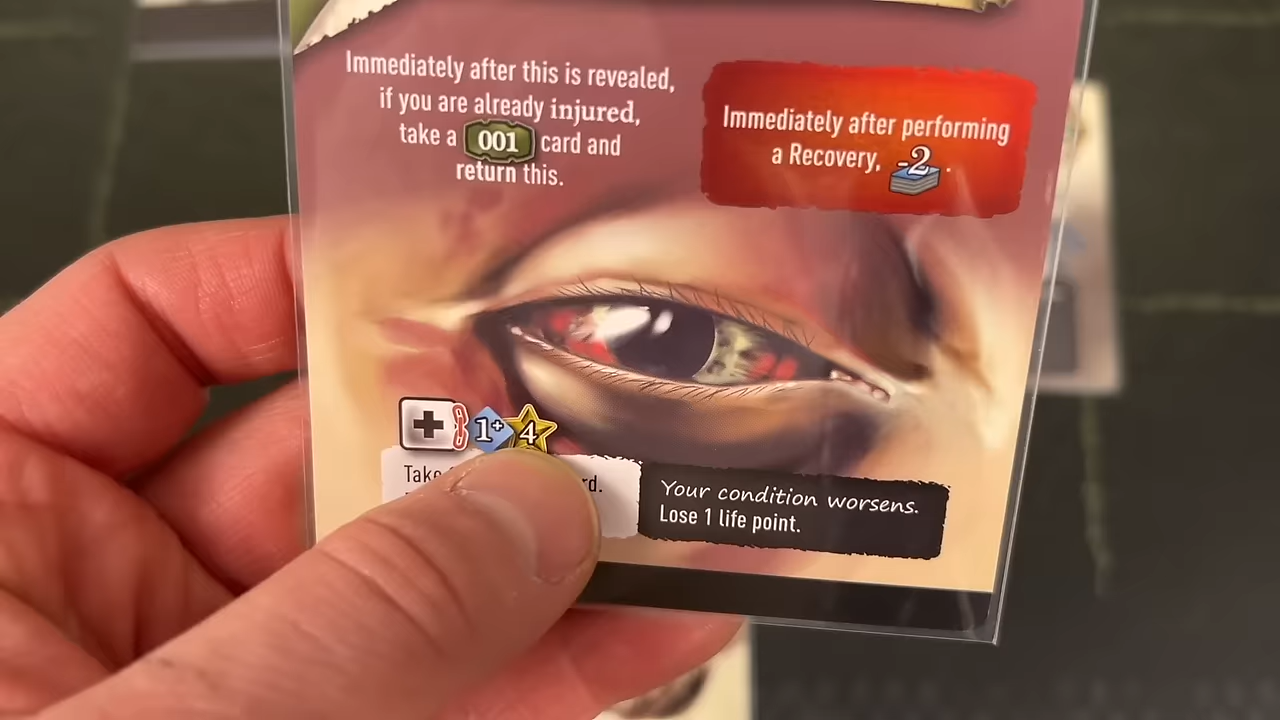 Immediately after this is revealed,
if you are already injured,
take a 001 card and
return this.
Immediately after performing
a Recovery, -2 .
1+ 4
rd.
Your condition worsens.
Lose 1 life point.